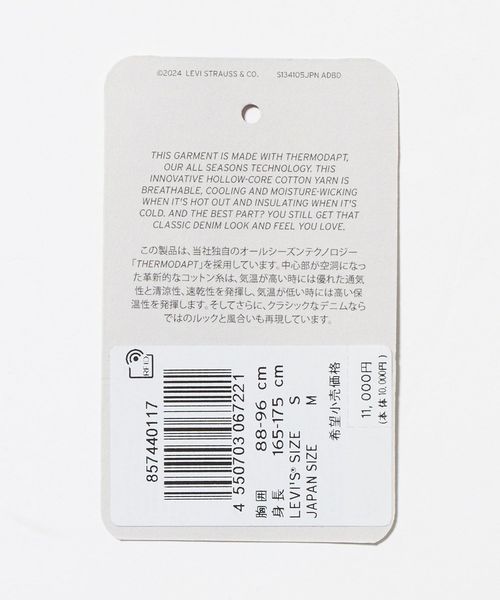 ©2024 LEVI STRAUSS & CO. S134105JPN ADBD
THIS GARMENT IS MADE WITH THERMODAPT,
OUR ALL SEASONS TECHNOLOGY. THIS
INNOVATIVE HOLLOW-CORE COTTON YARN IS
BREATHABLE, COOLING AND MOISTURE-WICKING
WHEN IT'S HOT OUT AND INSULATING WHEN IT'S
COLD. AND THE BEST PART? YOU STILL GET THAT
CLASSIC DENIM LOOK AND FEEL YOU LOVE.
この製品は、当社独自のオールシーズンテクノロジー
「THERMODAPT」を採用しています。中心部が空洞になっ
た革新的なコットン糸は、気温が高い時には優れた通気
性と清涼性、速乾性を発揮し、気温が低い時には高い保
温性を発揮します。そしてさらに、クラシックなデニムなら
ではのルックと風合いも再現しています。
RFID
857440117
4 550703 067221
胸囲 88-96 cm
身長 165-175 cm
LEVI'S® SIZE S
JAPAN SIZE M
希望小売価格
11,000円
(本体 10,000円)